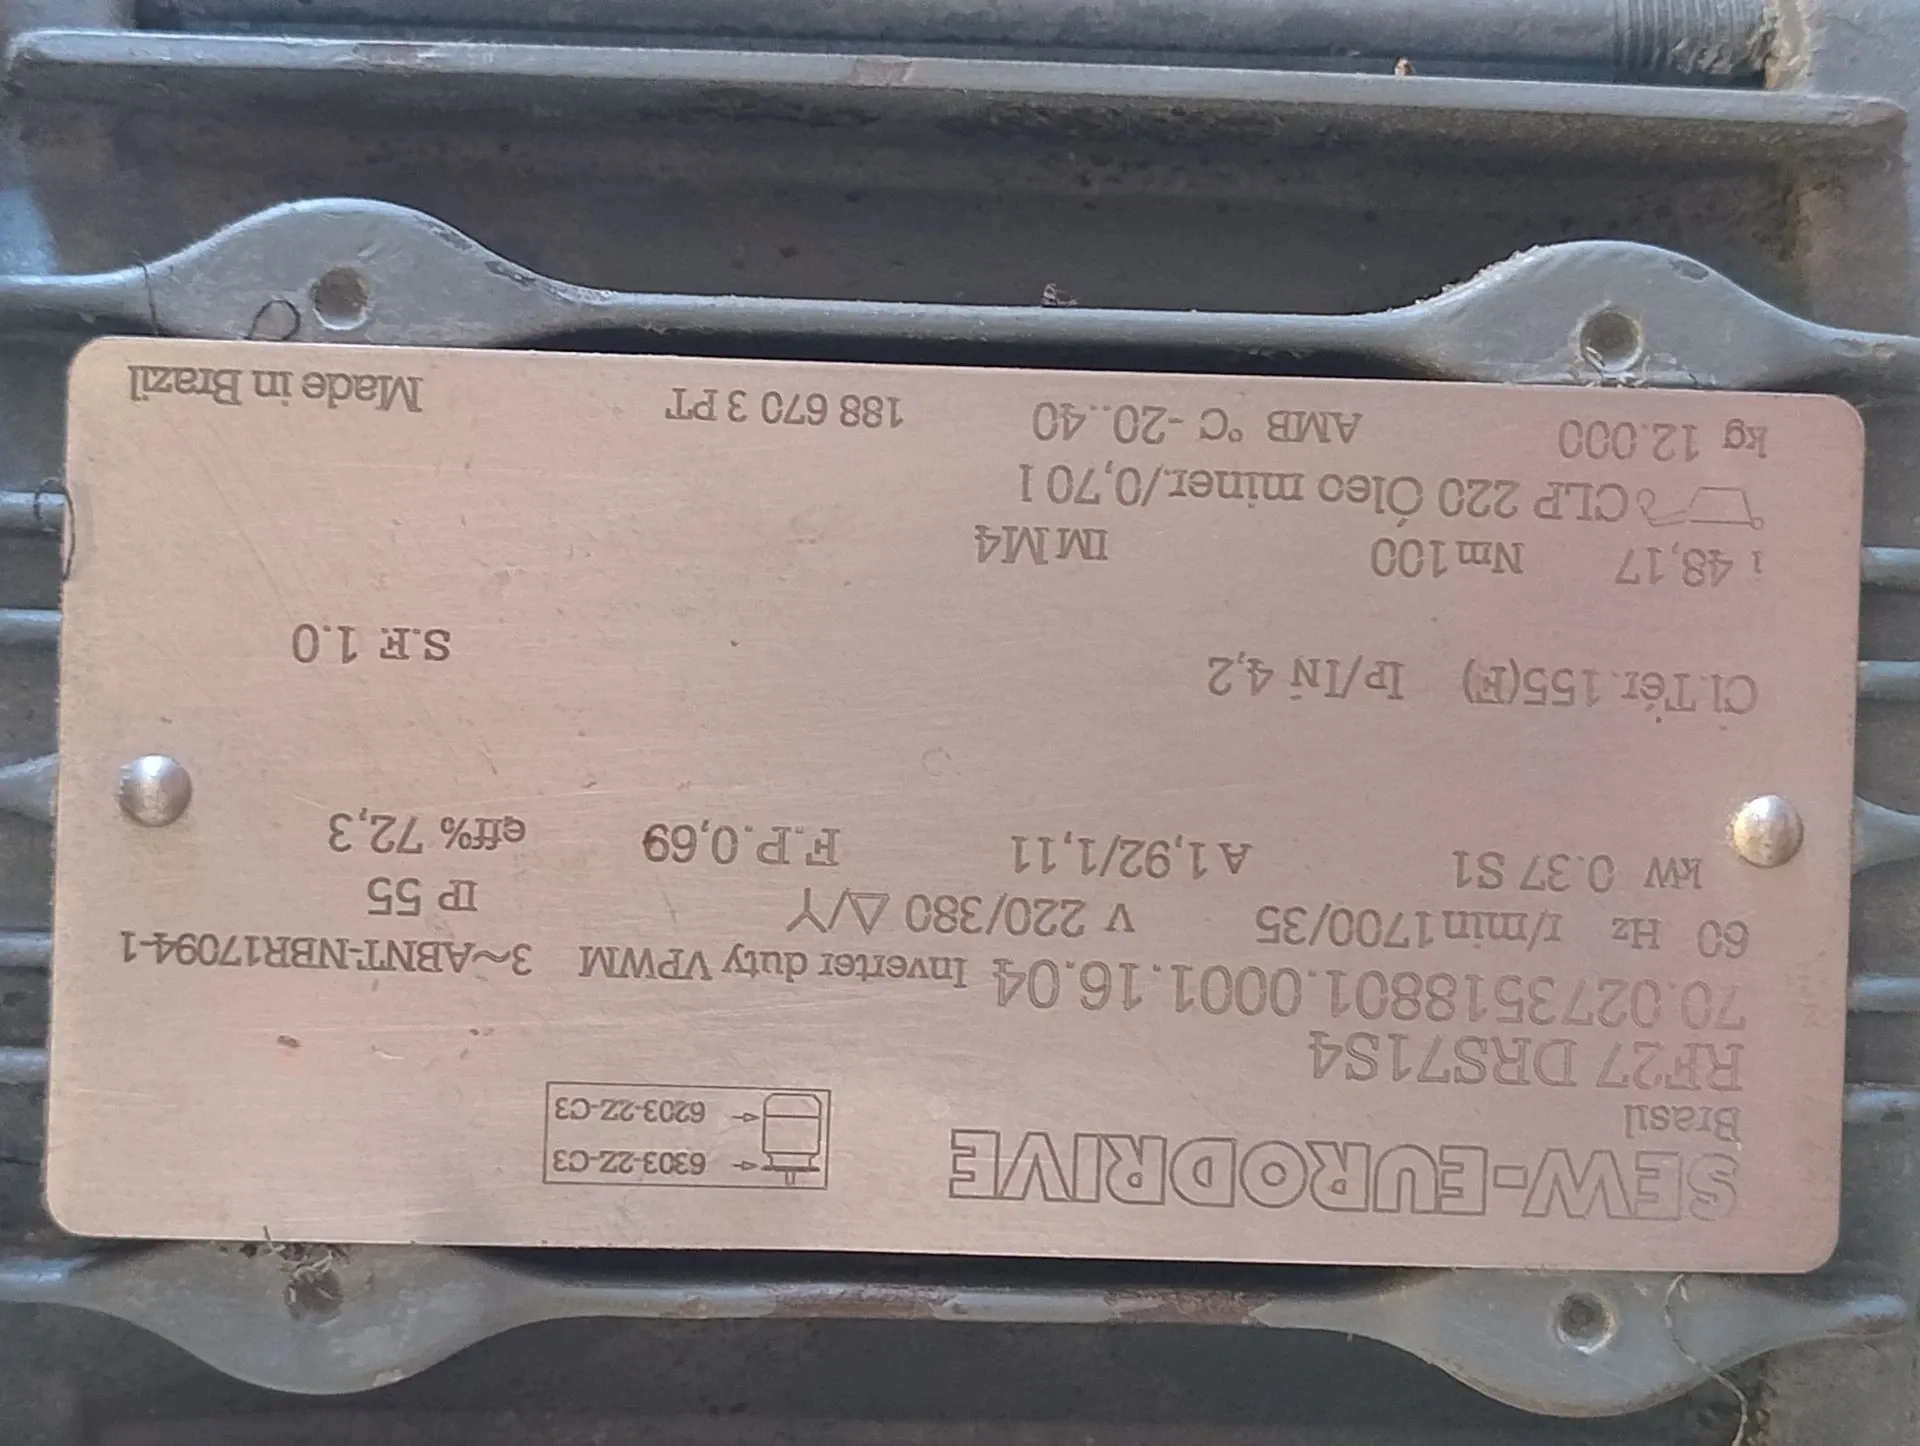 SEW-EURODRIVE
Brasil
6303-2Z-C3
6203-2Z-C3
RF27 DRS71S4
70.0273518801.0001.16.04 Inverter duty VPWM 3~ABNT-NBR17094-1
60 Hz r/min 1700/35 V 220/380 Δ/Y IP 55
kW 0.37 S1 A 1,92/1,11 F.P. 0,69 eff% 72,3
Cl.Tér. 155(F) IP/IN 4,2 S.F. 1.0
i 48,17 Nm 100 IM M4
CLP 220 Óleo miner./0,70 l
kg 12.000 AMB °C -20..40 188 670 3 PT Made in Brazil